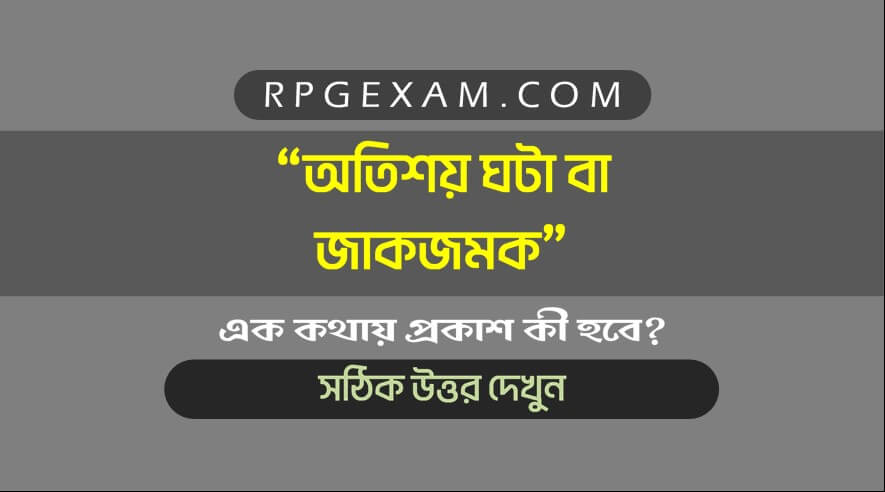 RPGEXAM.COM
“অতিশয় ঘটা বা
জাকজমক”
এক কথায় প্রকাশ কী হবে?
সঠিক উত্তর দেখুন